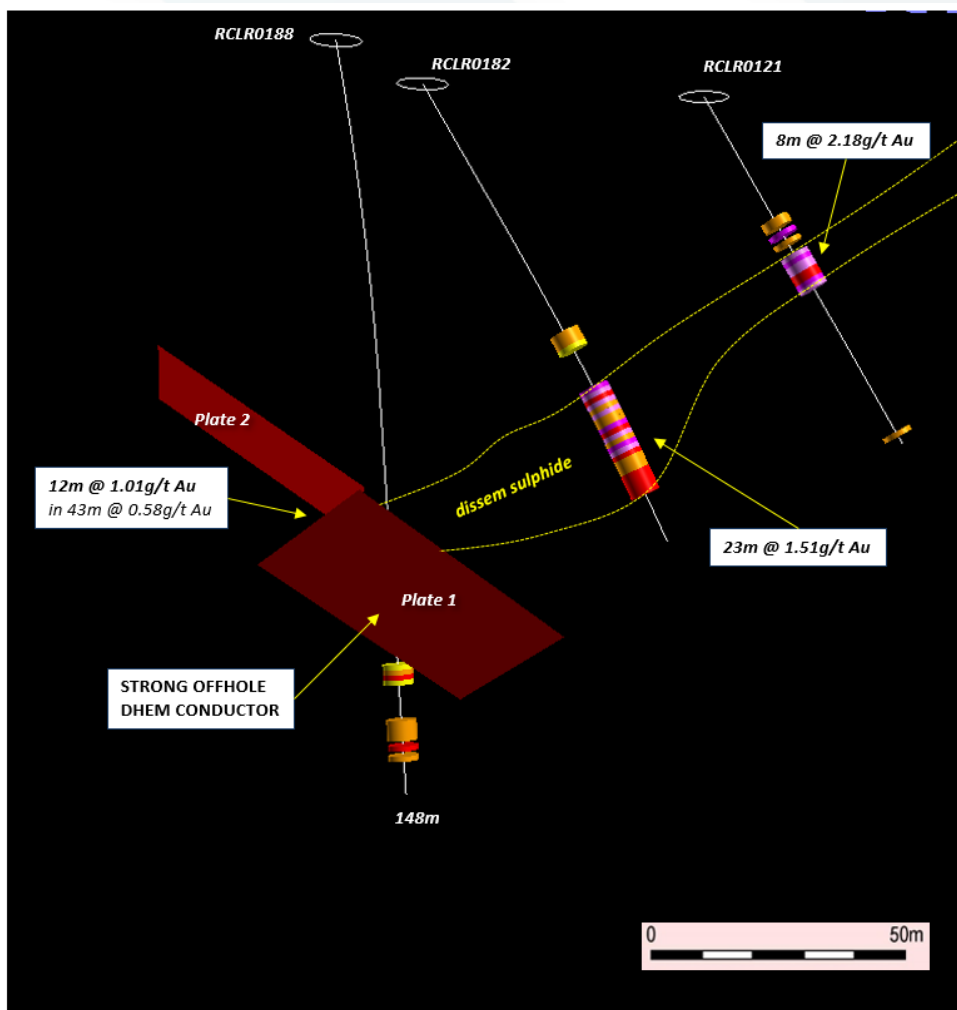 RCLR0188
RCLR0182
RCLR0121
8m @ 2.18g/t Au
Plate 2
12m @ 1.01g/t Au
in 43m @ 0.58g/t Au
dissem sulphide
23m @ 1.51g/t Au
Plate 1
STRONG OFFHOLE
DHEM CONDUCTOR
148m
0 50m